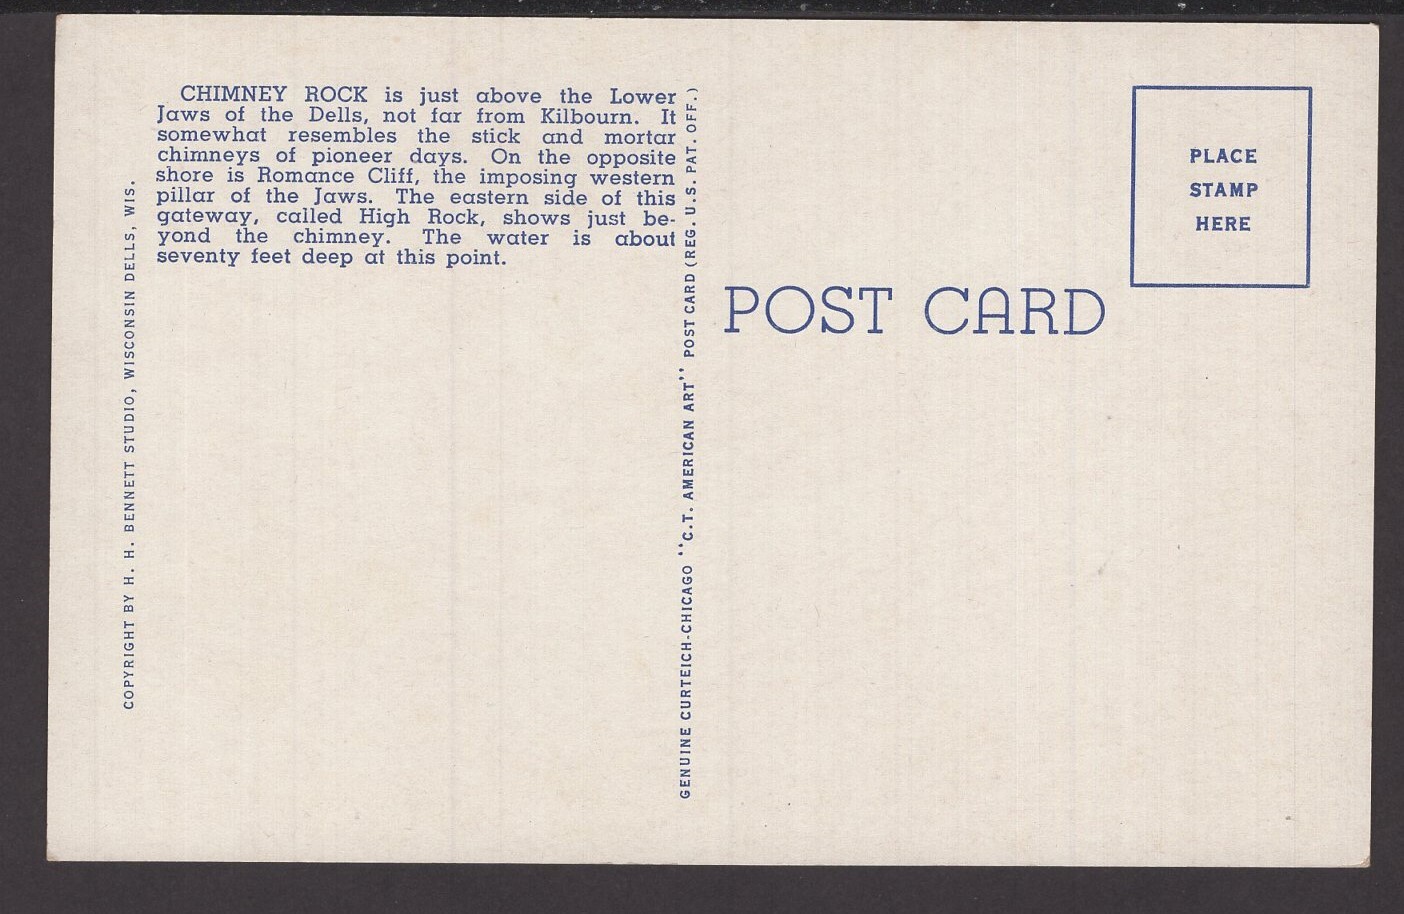 CHIMNEY ROCK is just above the Lower
Jaws of the Dells, not far from Kilbourn. It
somewhat resembles the stick and mortar
chimneys of pioneer days. On the opposite
shore is Romance Cliff, the imposing western
pillar of the Jaws. The eastern side of this
gateway, called High Rock, shows just be-
yond the chimney. The water is about
seventy feet deep at this point.
COPYRIGHT BY H. H. BENNETT STUDIO, WISCONSIN DELLS, WIS.
GENUINE CURTEICH-CHICAGO "C.T. AMERICAN ART" POST CARD (REG. U.S. PAT. OFF.)
POST CARD
PLACE
STAMP
HERE